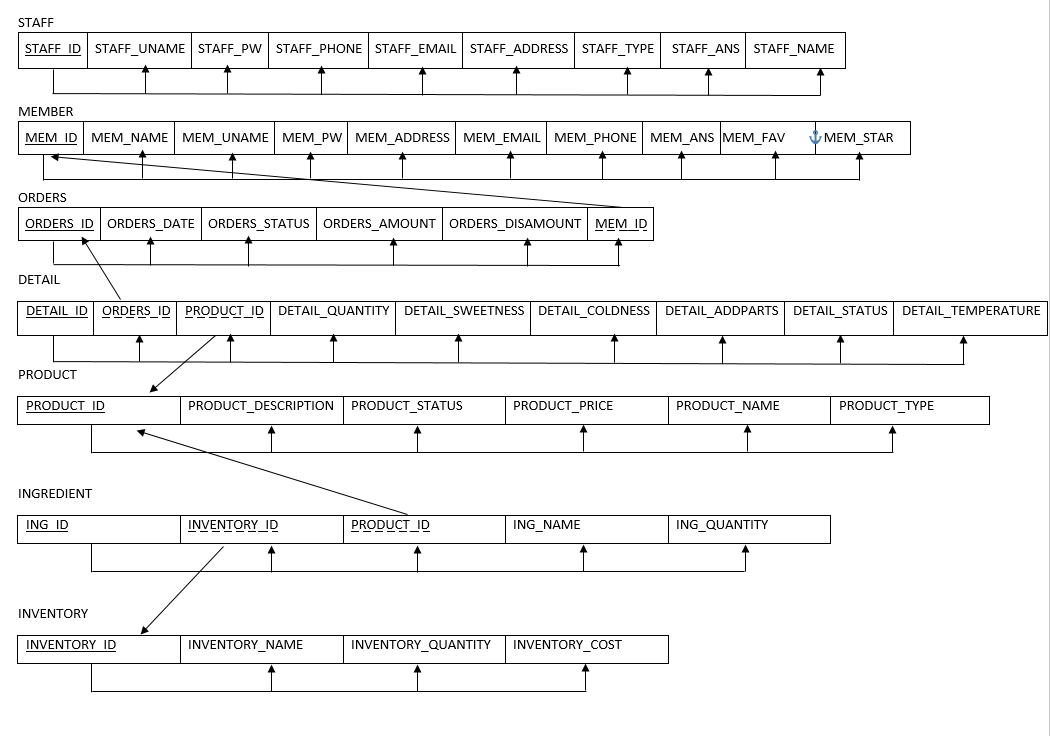 STAFF
STAFF_ID STAFF_UNAME STAFF_PW STAFF_PHONE STAFF_EMAIL STAFF_ADDRESS STAFF_TYPE STAFF_ANS STAFF_NAME
MEMBER
MEM_ID MEM_NAME MEM_UNAME MEM_PW MEM_ADDRESS MEM_EMAIL MEM_PHONE MEM_ANS MEM_FAV MEM_STAR
ORDERS
ORDERS_ID ORDERS_DATE ORDERS_STATUS ORDERS_AMOUNT ORDERS_DISAMOUNT MEM_ID
DETAIL
DETAIL_ID ORDERS_ID PRODUCT_ID DETAIL_QUANTITY DETAIL_SWEETNESS DETAIL_COLDNESS DETAIL_ADDPARTS DETAIL_STATUS DETAIL_TEMPERATURE
PRODUCT
PRODUCT_ID PRODUCT_DESCRIPTION PRODUCT_STATUS PRODUCT_PRICE PRODUCT_NAME PRODUCT_TYPE
INGREDIENT
ING_ID INVENTORY_ID PRODUCT_ID ING_NAME ING_QUANTITY
INVENTORY
INVENTORY_ID INVENTORY_NAME INVENTORY_QUANTITY INVENTORY_COST